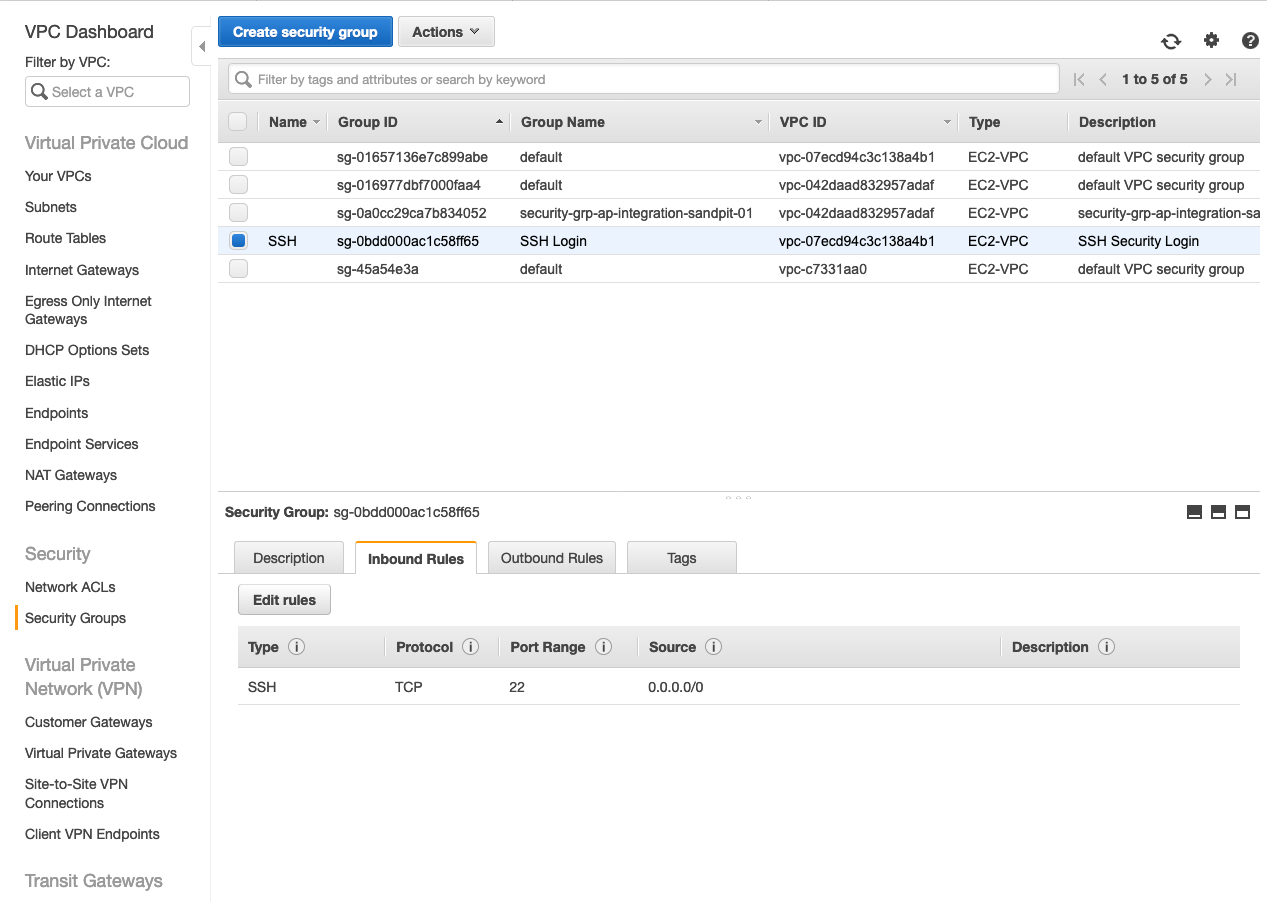 VPC Dashboard
Filter by VPC:
Select a VPC
Virtual Private Cloud
Your VPCs
Subnets
Route Tables
Internet Gateways
Egress Only Internet
Gateways
DHCP Options Sets
Elastic IPs
Endpoints
Endpoint Services
NAT Gateways
Peering Connections
Security
Network ACLs
Security Groups
Virtual Private
Network (VPN)
Customer Gateways
Virtual Private Gateways
Site-to-Site VPN
Connections
Client VPN Endpoints
Transit Gateways
Create security group Actions
Filter by tags and attributes or search by keyword 1 to 5 of 5
Name Group ID Group Name VPC ID Type Description
sg-01657136e7c899abe default vpc-07ecd94c3c138a4b1 EC2-VPC default VPC security group
sg-016977dbf7000faa4 default vpc-042daad832957adaf EC2-VPC default VPC security group
sg-0a0cc29ca7b834052 security-grp-ap-integration-sandpit-01 vpc-042daad832957adaf EC2-VPC security-grp-ap-integration-sa
SSH sg-0bdd000ac1c58ff65 SSH Login vpc-07ecd94c3c138a4b1 EC2-VPC SSH Security Login
sg-45a54e3a default vpc-c7331aa0 EC2-VPC default VPC security group
Security Group: sg-0bdd000ac1c58ff65
Description Inbound Rules Outbound Rules Tags
Edit rules
Type Protocol Port Range Source Description
SSH TCP 22 0.0.0.0/0